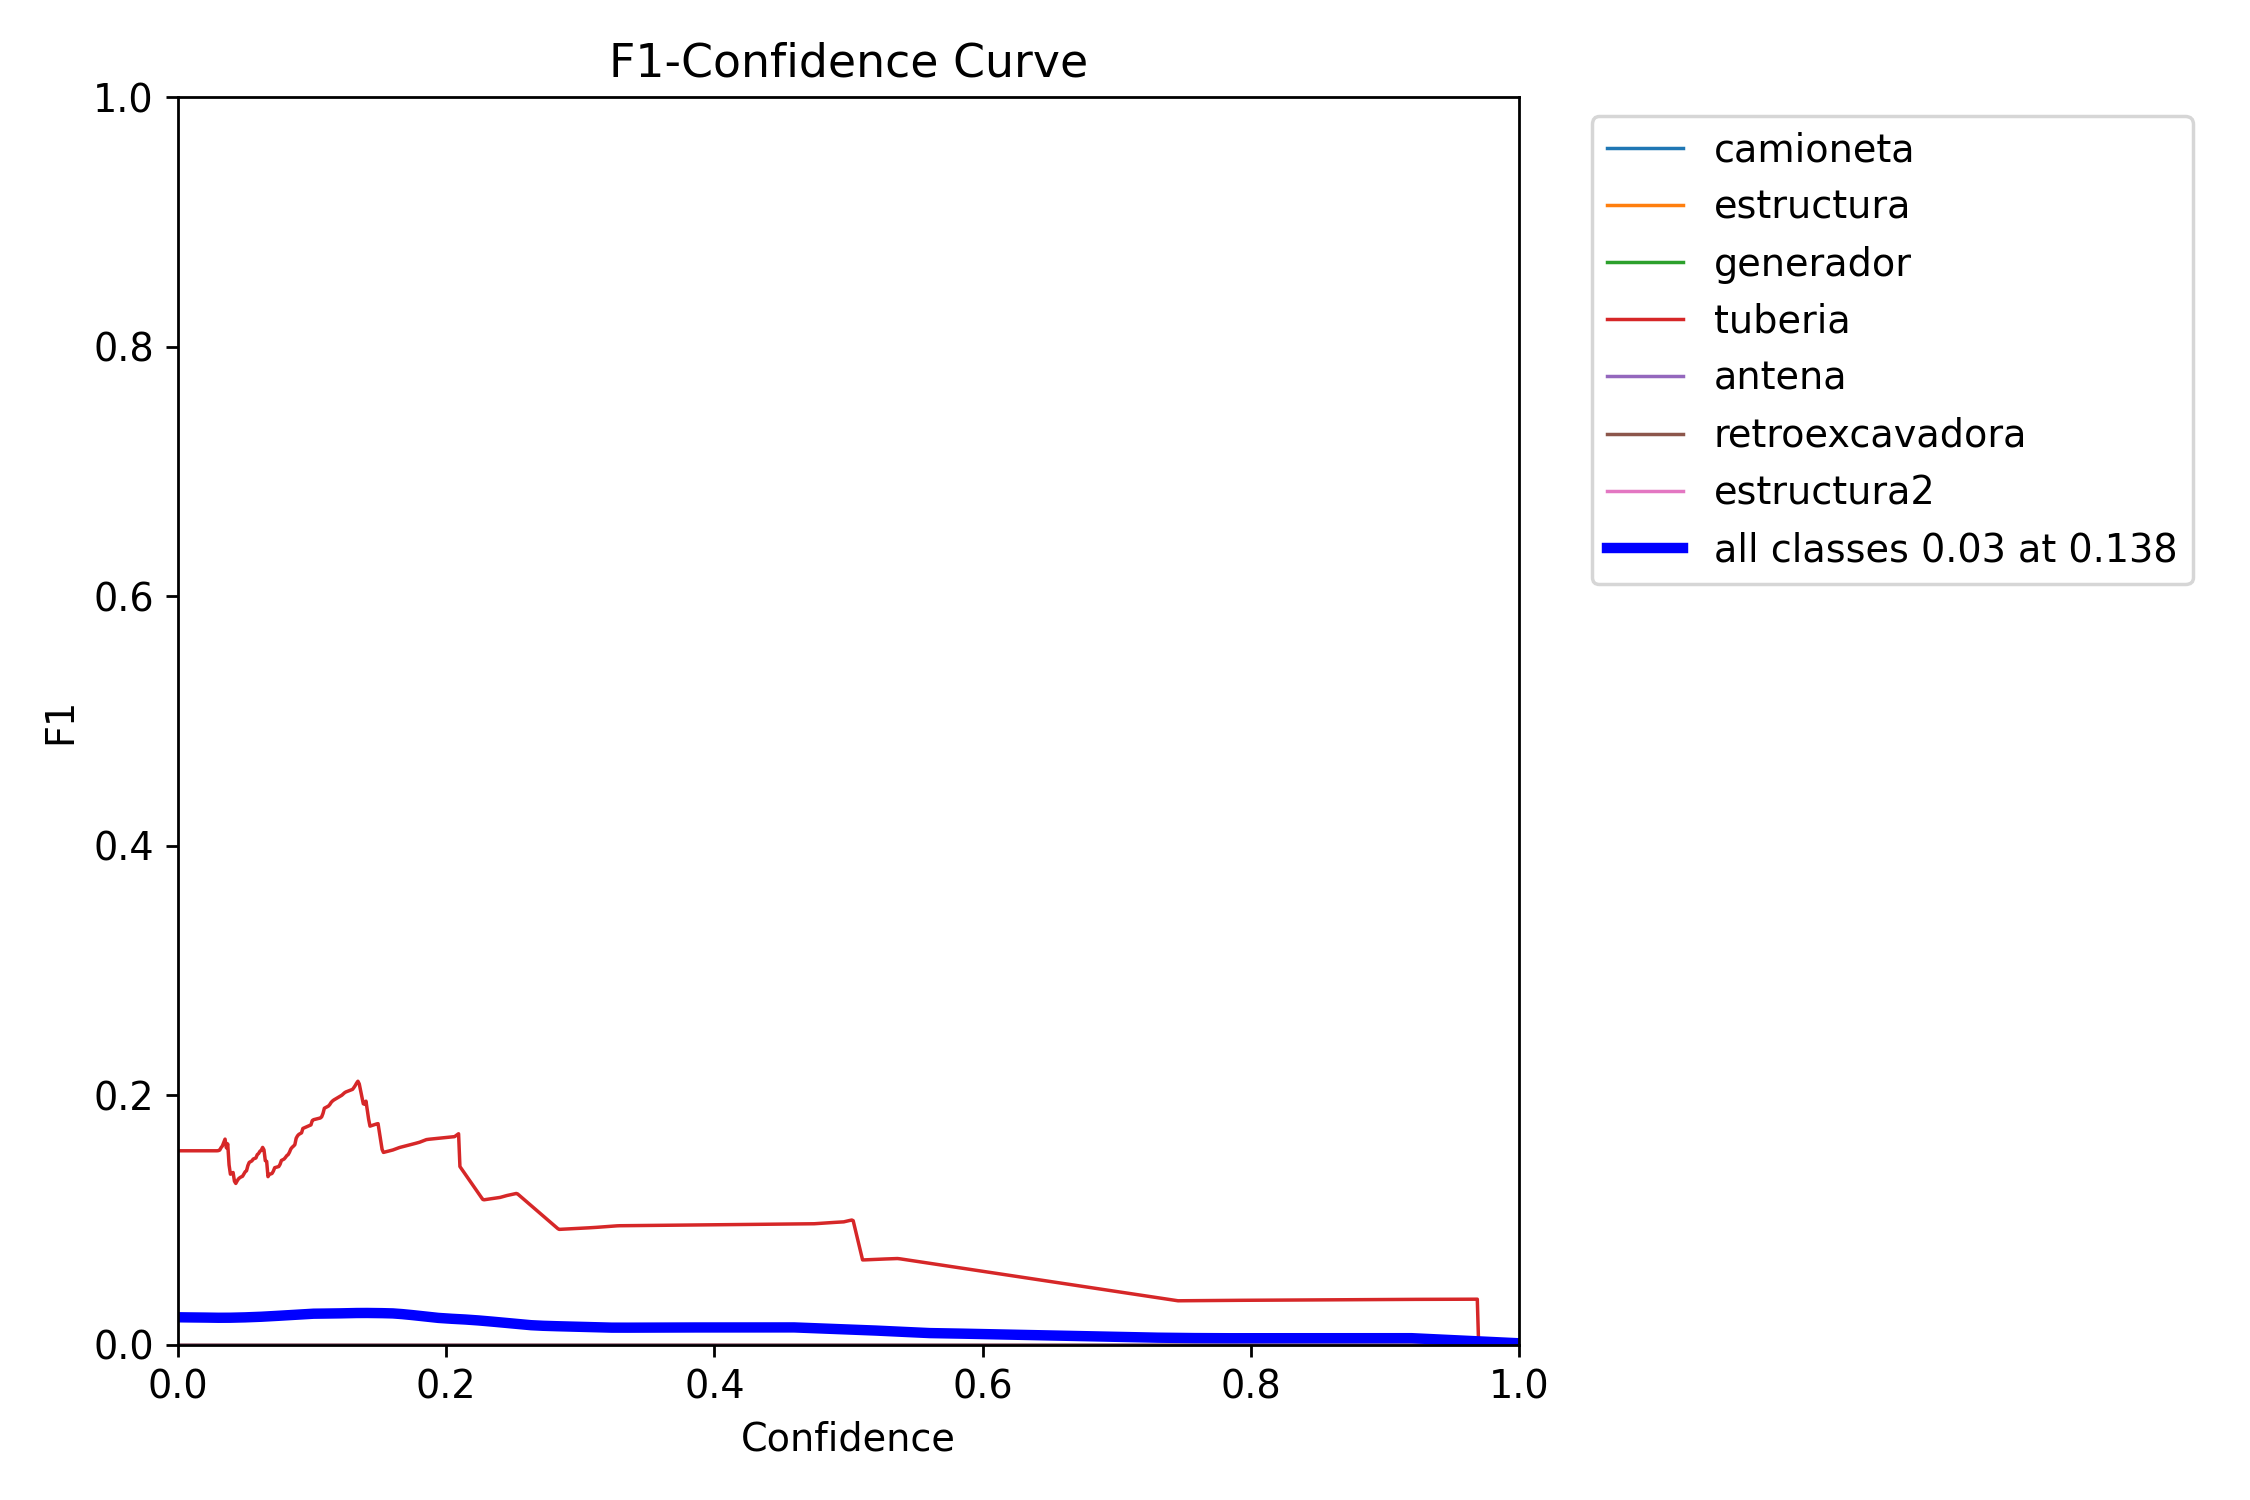 F1-Confidence Curve
1.0
0.8
0.6
0.4
0.2
0.0
F1
0.0 0.2 0.4 0.6 0.8 1.0
Confidence
camioneta
estructura
generador
tuberia
antena
retroexcavadora
estructura2
all classes 0.03 at 0.138